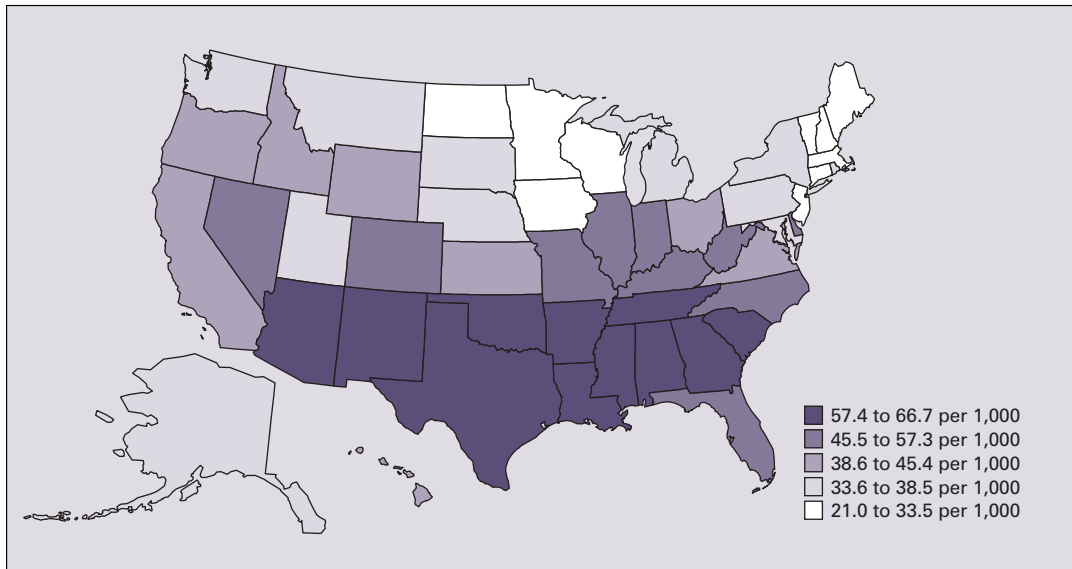 57.4 to 66.7 per 1,000
45.5 to 57.3 per 1,000
38.6 to 45.4 per 1,000
33.6 to 38.5 per 1,000
21.0 to 33.5 per 1,000